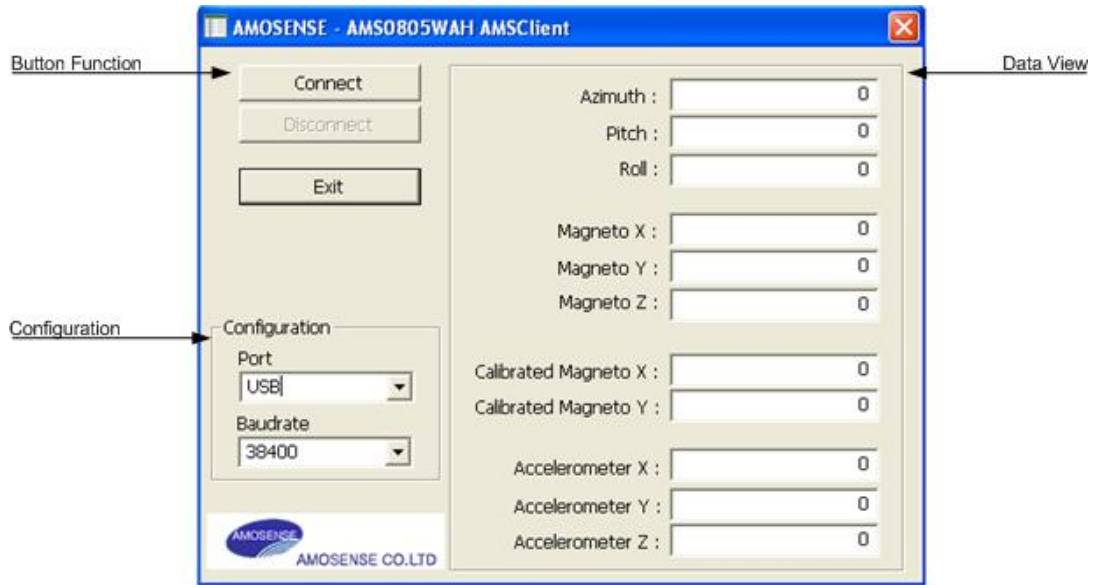 AMOSENSE - AMS0805WAH AMSClient
Button Function
Connect
Disconnect
Exit
Configuration
Configuration
Port
USB
Baudrate
38400
AMOSENSE
AMOSENSE CO.LTD
Data View
Azimuth : 0
Pitch : 0
Roll : 0
Magneto X : 0
Magneto Y : 0
Magneto Z : 0
Calibrated Magneto X : 0
Calibrated Magneto Y : 0
Accelerometer X : 0
Accelerometer Y : 0
Accelerometer Z : 0